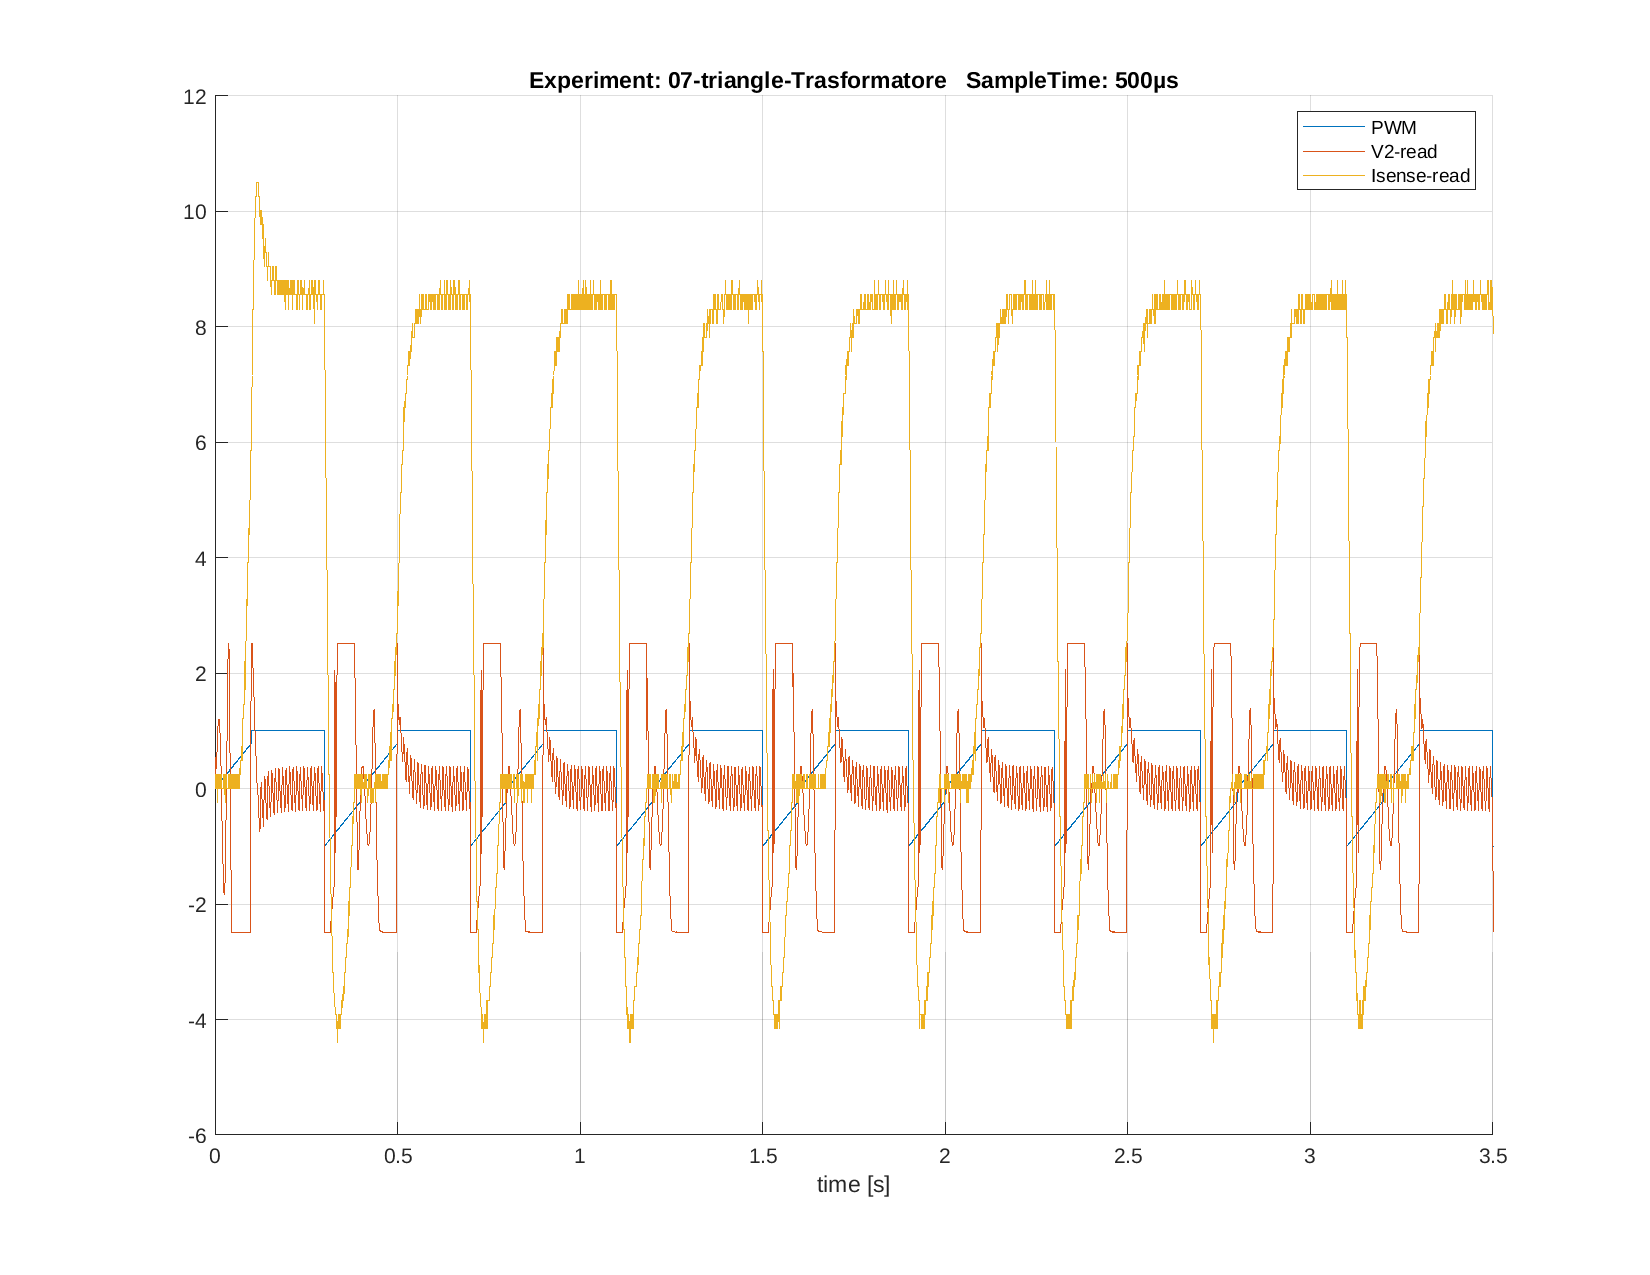 Experiment: 07-triangle-Trasformatore   SampleTime: 500µs
PWM
V2-read
Isense-read
12
10
8
6
4
2
0
-2
-4
-6
0 0.5 1 1.5 2 2.5 3 3.5
time [s]